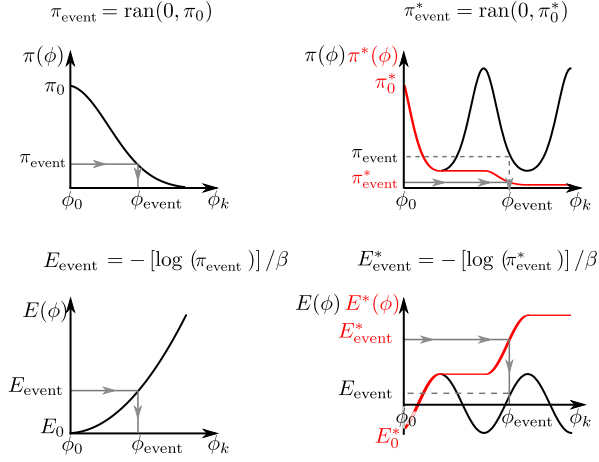 π_event = ran(0, π_0)
π*_event = ran(0, π*_0)
π(ϕ)
π_0
π_event
ϕ_0
ϕ_event
ϕ_k
π(ϕ) π*(ϕ)
π*_0
π_event
π*_event
ϕ_0
ϕ_event
ϕ_k
E_event = − [log (π_event )] /β
E*_event = − [log (π*_event )] /β
E(ϕ)
E_event
E_0
ϕ_0
ϕ_event
ϕ_k
E(ϕ) E*(ϕ)
E*_event
E_event
ϕ_0
ϕ_event
ϕ_k
E*_0